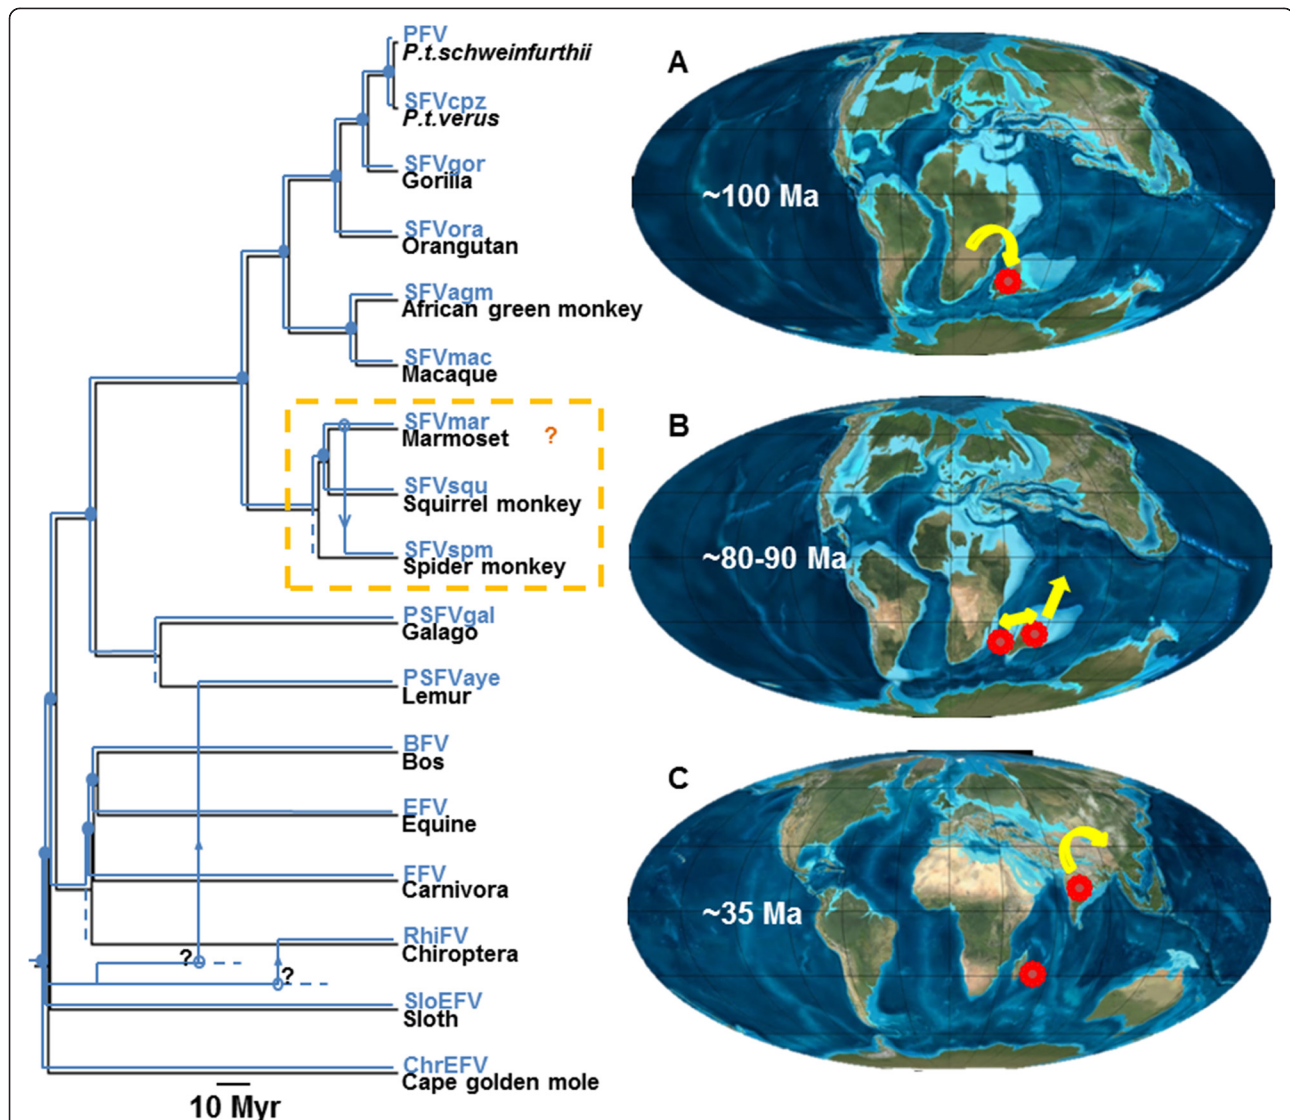 PFV
P.t.schweinfurthii
SFVcpz
P.t.verus
SFVgor
Gorilla
SFVora
Orangutan
SFVagm
African green monkey
SFVmac
Macaque
SFVmar
Marmoset ?
SFVsqu
Squirrel monkey
SFVspm
Spider monkey
PSFVgal
Galago
PSFVaye
Lemur
BFV
Bos
EFV
Equine
FFV
Carnivora
RhiFV
Chiroptera
?
?
SloEFV
Sloth
ChrEFV
Cape golden mole
10 Myr
A
~100 Ma
B
~80-90 Ma
C
~35 Ma